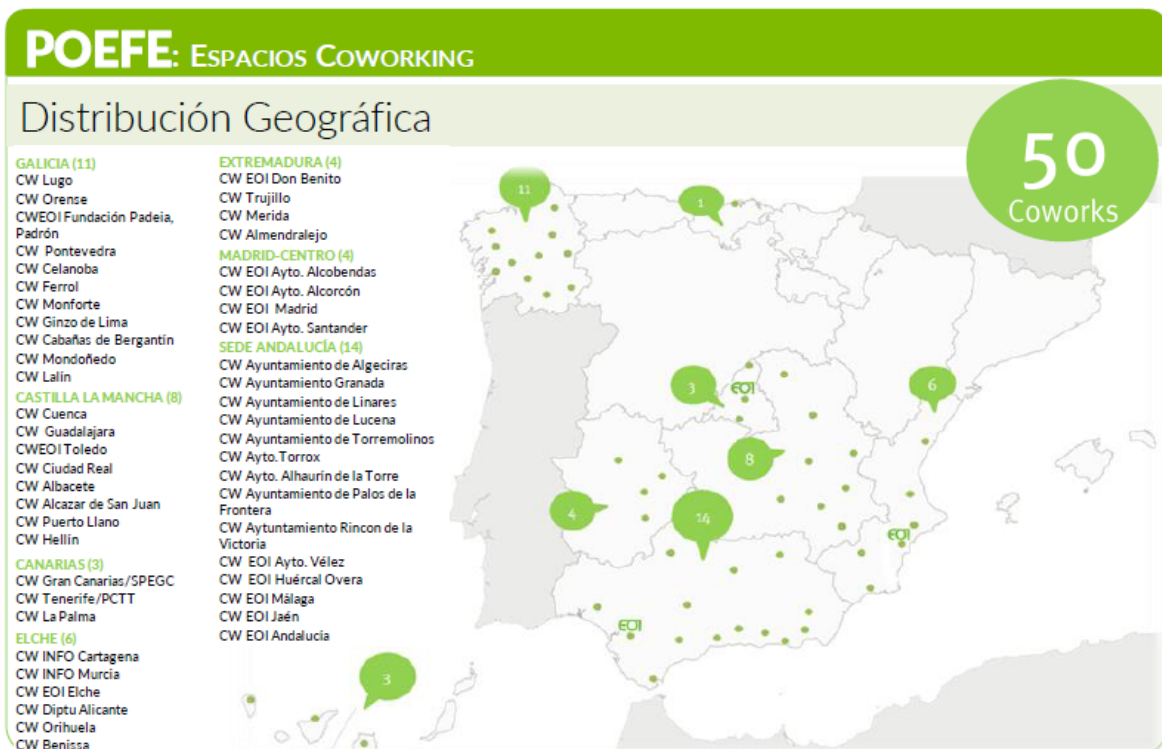 POEFE: ESPACIOS COWORKING
Distribución Geográfica
50
Coworks
GALICIA (11)
CW Lugo
CW Orense
CWEOI Fundación Padeia,
Padrón
CW Pontevedra
CW Celanoba
CW Ferrol
CW Monforte
CW Ginzo de Lima
CW Cabañas de Bergantín
CW Mondoñedo
CW Lalín
CASTILLA LA MANCHA (8)
CW Cuenca
CW Guadalajara
CWEOI Toledo
CW Ciudad Real
CW Albacete
CW Alcazar de San Juan
CW Puerto Llano
CW Hellín
CANARIAS (3)
CW Gran Canarias/SPEGC
CW Tenerife/PCTT
CW La Palma
ELCHE (6)
CW INFO Cartagena
CW INFO Murcia
CW EOI Elche
CW Diptu Alicante
CW Orihuela
CW Benissa
EXTREMADURA (4)
CW EOI Don Benito
CW Trujillo
CW Merida
CW Almendralejo
MADRID-CENTRO (4)
CW EOI Ayto. Alcobendas
CW EOI Ayto. Alcorcón
CW EOI Madrid
CW EOI Ayto. Santander
SEDE ANDALUCÍA (14)
CW Ayuntamiento de Algeciras
CW Ayuntamiento Granada
CW Ayuntamiento de Linares
CW Ayuntamiento de Lucena
CW Ayuntamiento de Torremolinos
CW Ayto. Torrox
CW Ayto. Alhaurín de la Torre
CW Ayuntamiento de Palos de la
Frontera
CW Aytuntamiento Rincon de la
Victoria
CW EOI Ayto. Vélez
CW EOI Huércal Overa
CW EOI Málaga
CW EOI Jaén
CW EOI Andalucía
11
1
3
EOI
6
8
4
14
EOI
EOI
3